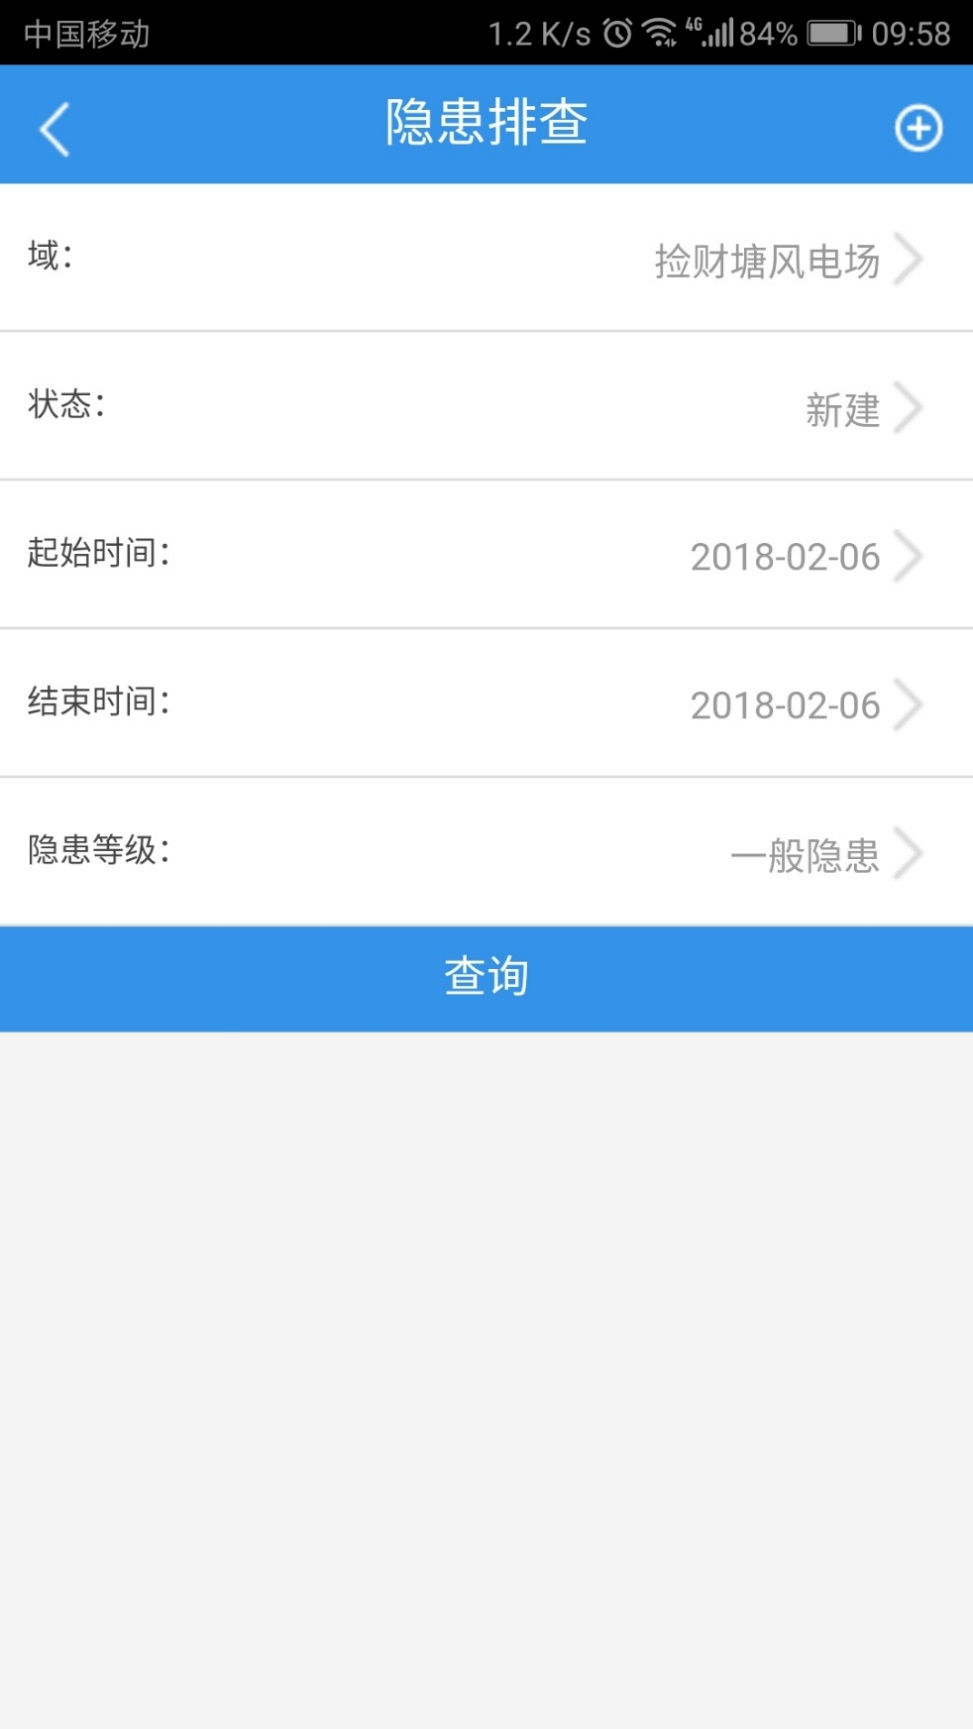 中国移动 1.2 K/s 4G 84% 09:58
隐患排查
域： 捡财塘风电场
状态： 新建
起始时间： 2018-02-06
结束时间： 2018-02-06
隐患等级： 一般隐患
查询